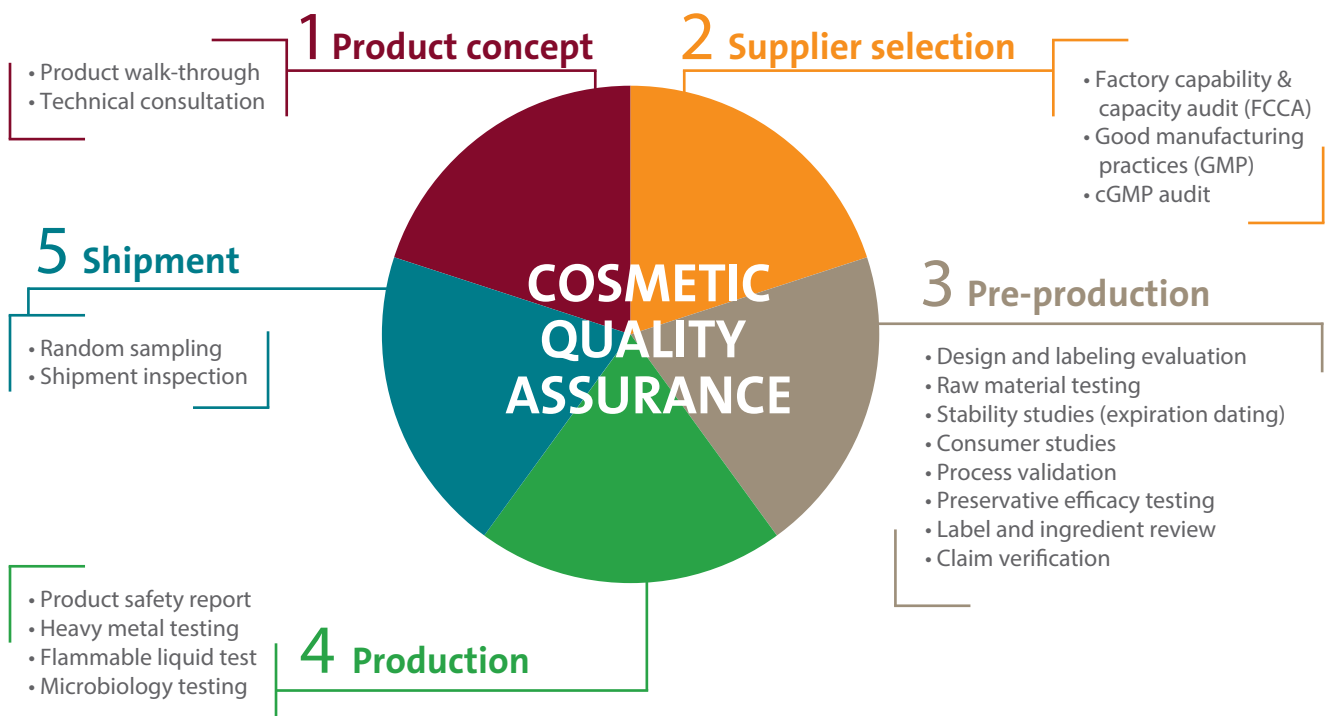 1 Product concept
• Product walk-through
• Technical consultation
2 Supplier selection
• Factory capability &
capacity audit (FCCA)
• Good manufacturing
practices (GMP)
• cGMP audit
3 Pre-production
• Design and labeling evaluation
• Raw material testing
• Stability studies (expiration dating)
• Consumer studies
• Process validation
• Preservative efficacy testing
• Label and ingredient review
• Claim verification
4 Production
• Product safety report
• Heavy metal testing
• Flammable liquid test
• Microbiology testing
5 Shipment
• Random sampling
• Shipment inspection
COSMETIC
QUALITY
ASSURANCE